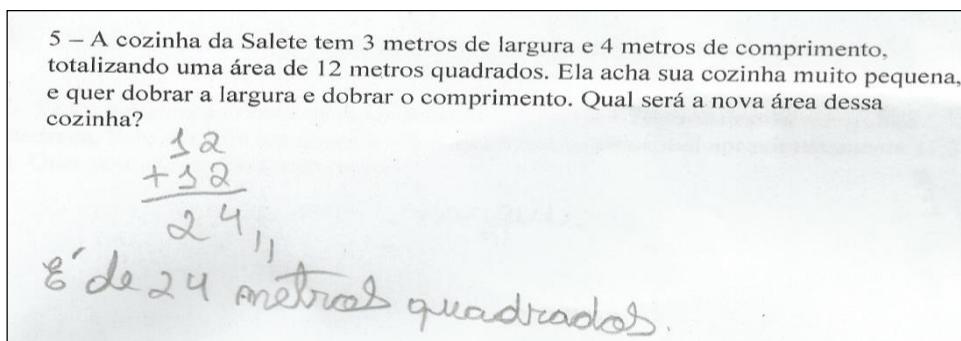 5 – A cozinha da Salete tem 3 metros de largura e 4 metros de comprimento,
totalizando uma área de 12 metros quadrados. Ela acha sua cozinha muito pequena,
e quer dobrar a largura e dobrar o comprimento. Qual será a nova área dessa
cozinha?
12
+12
24,,
É de 24 metros quadrados.